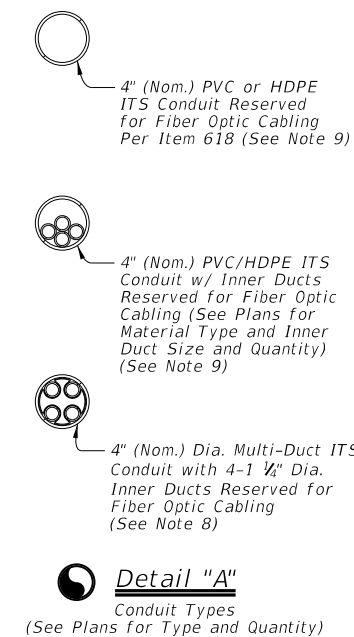 4" (Nom.) PVC or HDPE
ITS Conduit Reserved
for Fiber Optic Cabling
Per Item 618 (See Note 9)
4" (Nom.) PVC/HDPE ITS
Conduit w/ Inner Ducts
Reserved for Fiber Optic
Cabling (See Plans for
Material Type and Inner
Duct Size and Quantity)
(See Note 9)
4" (Nom.) Dia. Multi-Duct ITS
Conduit with 4-1 ¼" Dia.
Inner Ducts Reserved for
Fiber Optic Cabling
(See Note 8)
Detail "A"
Conduit Types
(See Plans for Type and Quantity)